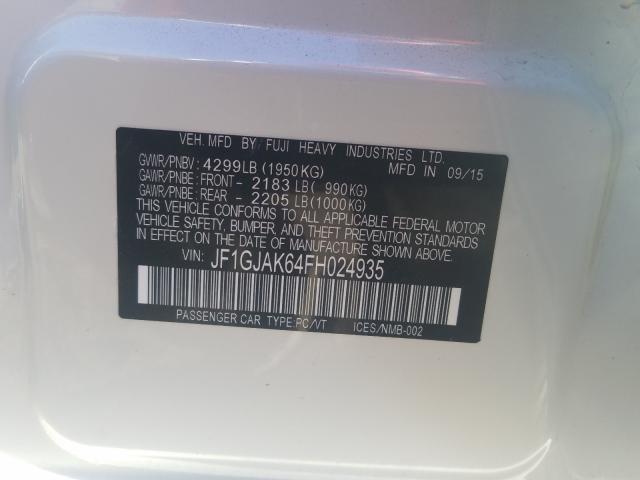 VEH. MFD BY FUJI HEAVY INDUSTRIES LTD.
GVWR/PNBV: 4299LB (1950KG) MFD IN 09/15
GAWR/PNBE: FRONT - 2183 LB( 990KG)
GAWR/PNBE: REAR - 2205 LB(1000KG)
THIS VEHICLE CONFORMS TO ALL APPLICABLE FEDERAL MOTOR
VEHICLE SAFETY, BUMPER, AND THEFT PREVENTION STANDARDS
IN EFFECT ON THE DATE OF MANUFACTURE SHOWN ABOVE.
VIN: JF1GJAK64FH024935
PASSENGER CAR TYPE:PC/VT ICES/NMB-002